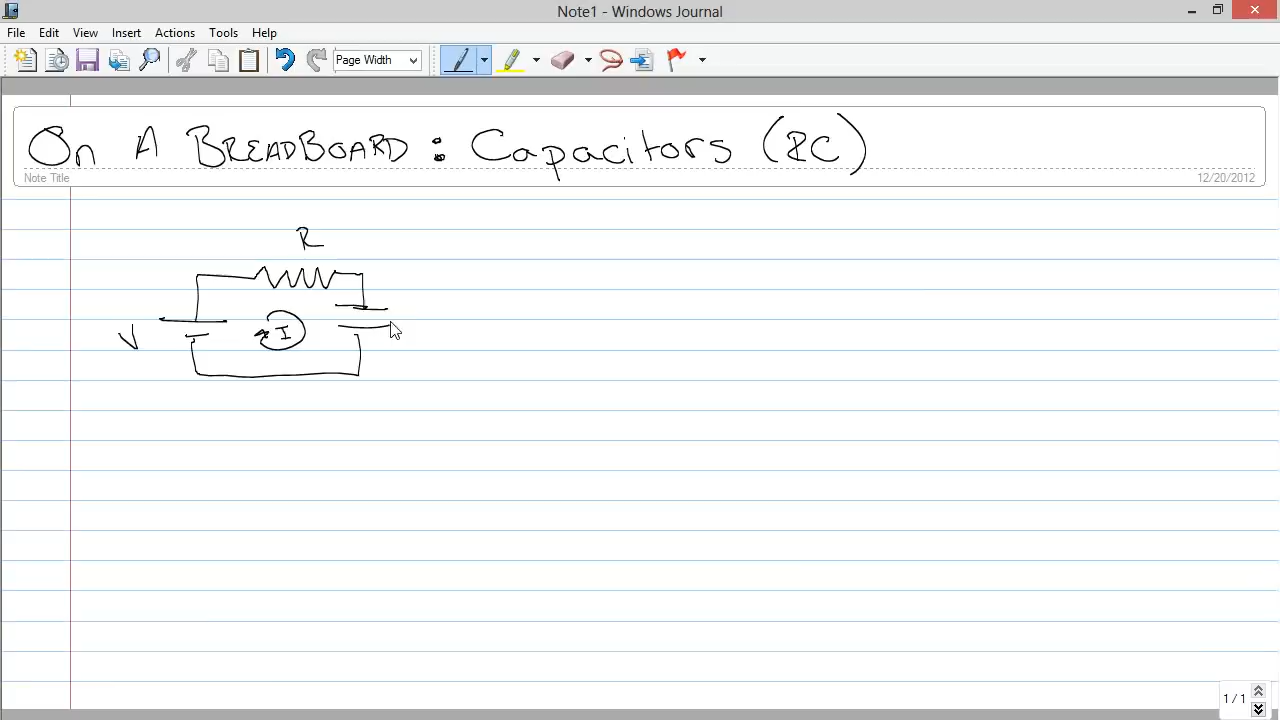 Note1 - Windows Journal
File Edit View Insert Actions Tools Help
Page Width
On A BREADBOARD : Capacitors (RC)
Note Title 12/20/2012
R
V I
1 / 1